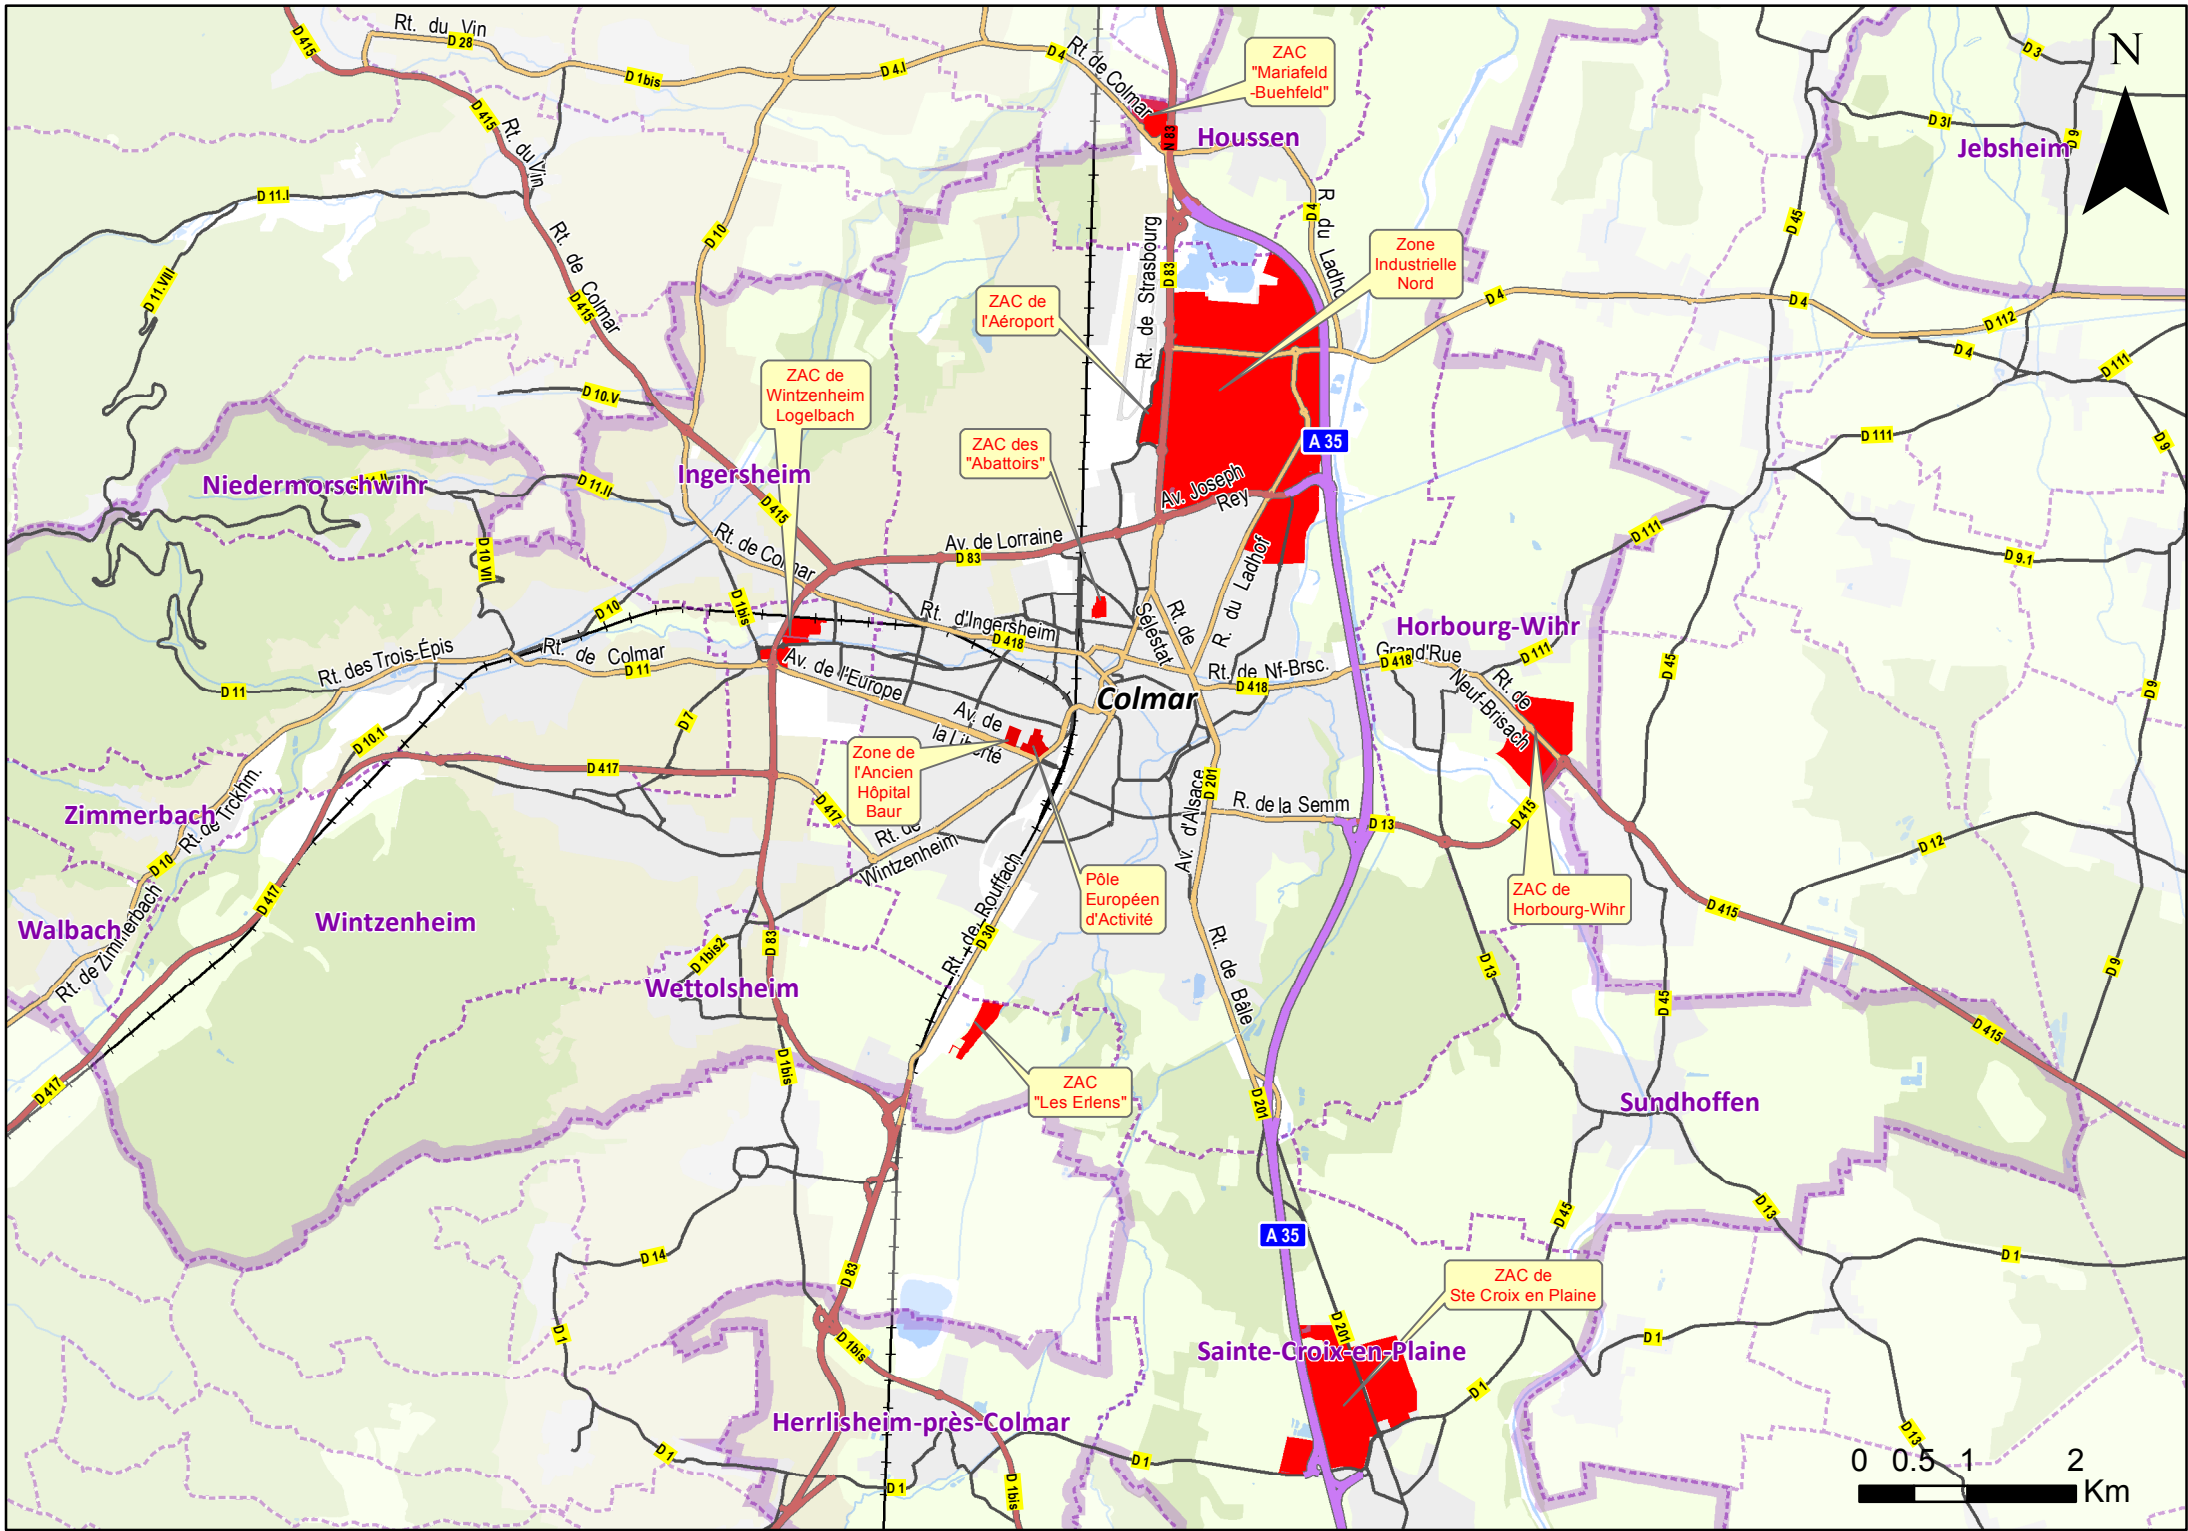 Rt. du Vin
D 415
D 28
D 1bis
D 4.I
D 4
Rt. de Colmar
ZAC
"Mariafeld
-Buehfeld"
N 83
Houssen
D 3
N
D 3I
D 9
Jebsheim
D 415
Rt. du Vin
D 11.I
D 11.VIII
D 10
Rt. de Colmar
D 415
Rt. de Strasbourg
D 83
D 4
R. du Ladhof
D 45
Zone
Industrielle
Nord
ZAC de
l'Aéroport
D 4
D 4
D 112
D 4
D 111
ZAC de
Wintzenheim
Logelbach
D 10.V
ZAC des
"Abattoirs"
A 35
D 111
D 9
Niedermorschwihr
D 11.II
Ingersheim
D 415
Av. Joseph
Rey
D 111
D 9.1
D 10 VII
Rt. de Colmar
Av. de Lorraine
D 83
R. du Ladhof
D 10
D 1bis
Rt. d'Ingersheim
D 418
Rt. de
Sélestat
Horbourg-Wihr
Grand'Rue
D 418
D 111
D 45
Rt. des Trois-Épis
D 11
Rt. de Colmar
D 11
Av. de l'Europe
Rt. de Nf-Brsc.
D 418
Rt. de
Neuf-Brisach
D 9
Colmar
D 7
Av. de
la Liberté
D 10.1
D 417
Zone de
l'Ancien
Hôpital
Baur
D 417
Rt. de
Wintzenheim
Av. d'Alsace
D 201
R. de la Semm
D 13
D 415
Zimmerbach
Rt. de Trckhm.
D 10
D 12
Pôle
Européen
d'Activité
ZAC de
Horbourg-Wihr
D 415
D 417
Walbach
Rt. de Zimmerbach
Wintzenheim
D 83
D 1bis2
Rt. de Rouffach
D 30
Rt. de Bâle
D 13
D 9
Wettolsheim
D 45
D 415
D 417
D 1bis
ZAC
"Les Erlens"
D 201
Sundhoffen
D 45
D 13
A 35
D 14
D 83
D 1
ZAC de
Ste Croix en Plaine
D 1
D 1bis
D 201
D 1
Sainte-Croix-en-Plaine
D 1
Herrlisheim-près-Colmar
D 1
D 1
D 1
D 1bis
D 13
0 0.5 1 2
Km